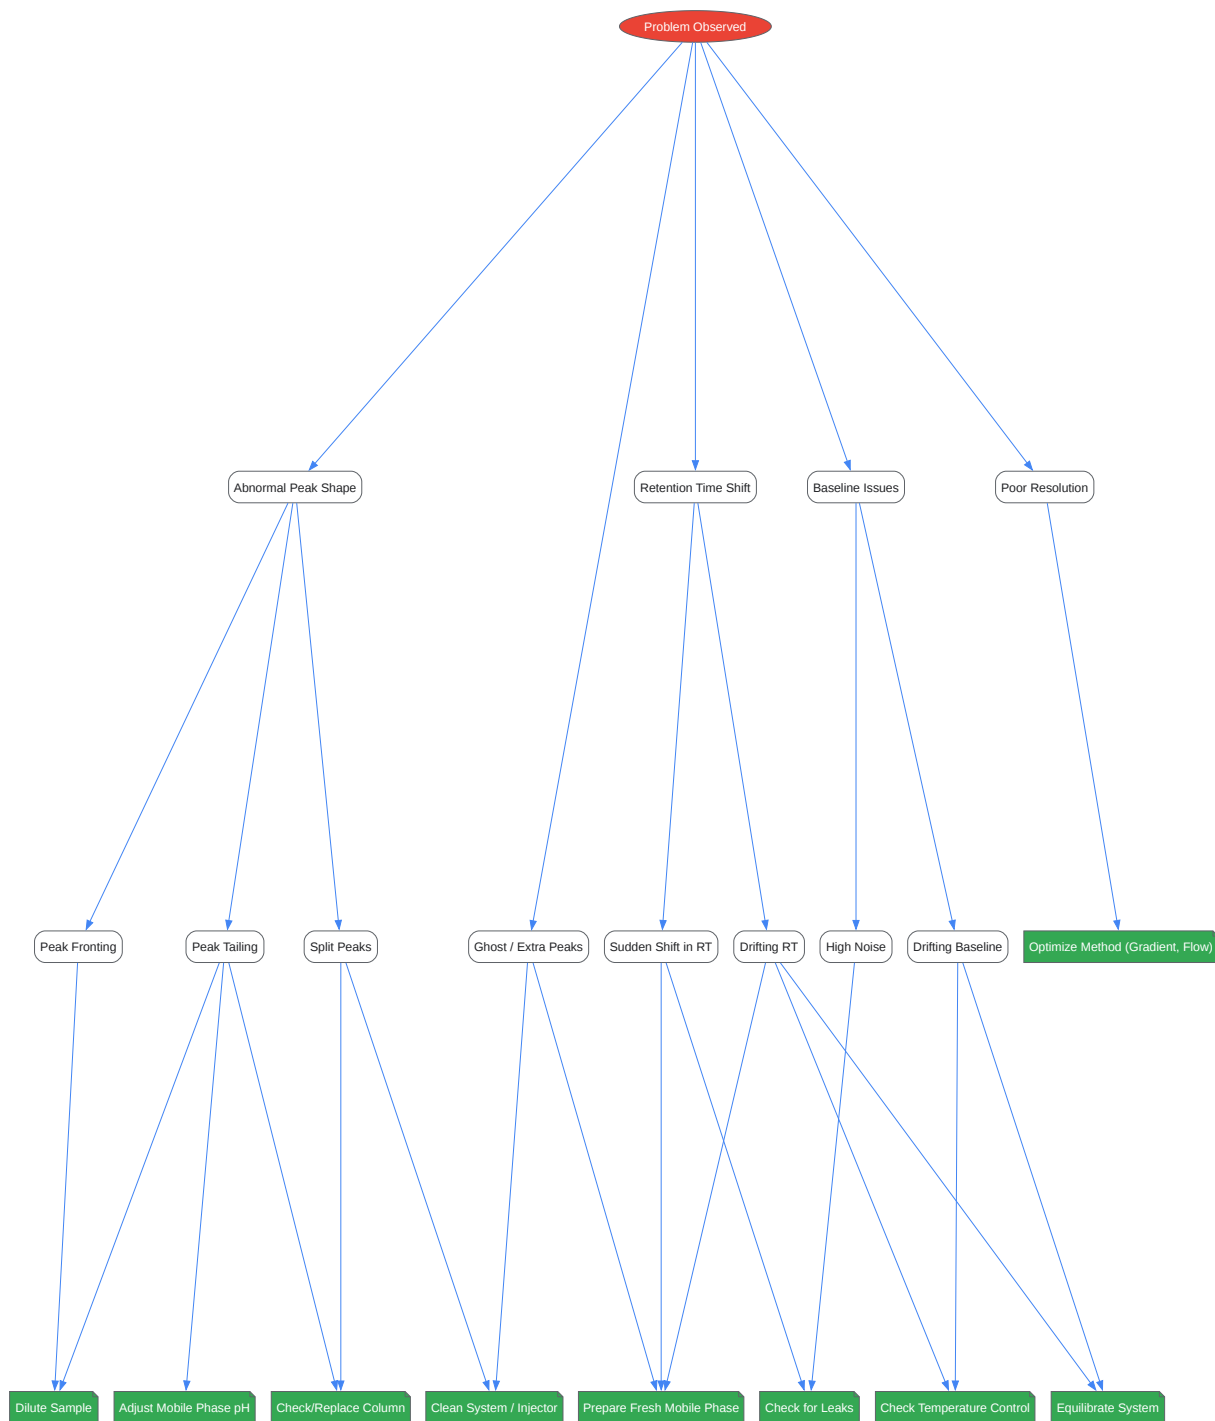 Problem Observed
Abnormal Peak Shape
Retention Time Shift
Baseline Issues
Poor Resolution
Peak Fronting
Peak Tailing
Split Peaks
Ghost / Extra Peaks
Sudden Shift in RT
Drifting RT
High Noise
Drifting Baseline
Optimize Method (Gradient, Flow)
Dilute Sample
Adjust Mobile Phase pH
Check/Replace Column
Clean System / Injector
Prepare Fresh Mobile Phase
Check for Leaks
Check Temperature Control
Equilibrate System